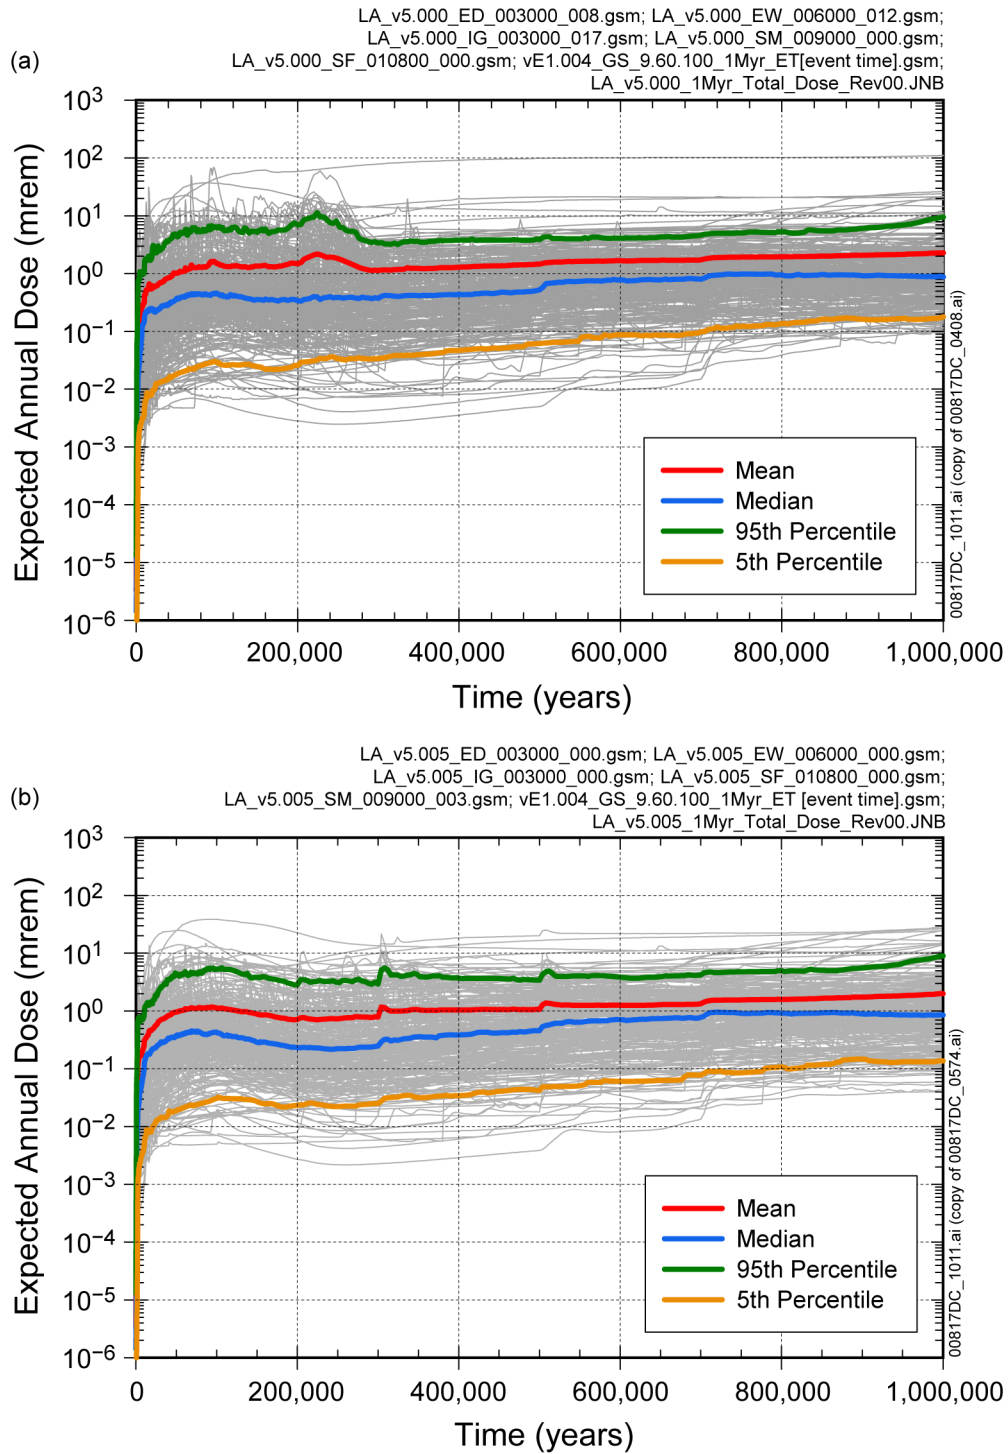 LA_v5.000_ED_003000_008.gsm; LA_v5.000_EW_006000_012.gsm;
LA_v5.000_IG_003000_017.gsm; LA_v5.000_SM_009000_000.gsm;
(a)
LA_v5.000_SF_010800_000.gsm; vE1.004_GS_9.60.100_1Myr_ET[event time].gsm;
LA_v5.000_1Myr_Total_Dose_Rev00.JNB
Expected Annual Dose (mrem)
10³
10²
10¹
10⁰
10⁻¹
10⁻²
10⁻³
10⁻⁴
10⁻⁵
10⁻⁶
Mean
Median
95th Percentile
5th Percentile
00817DC_1011.ai (copy of 00817DC_0408.ai)
0 200,000 400,000 600,000 800,000 1,000,000
Time (years)
LA_v5.005_ED_003000_000.gsm; LA_v5.005_EW_006000_000.gsm;
LA_v5.005_IG_003000_000.gsm; LA_v5.005_SF_010800_000.gsm;
(b)
LA_v5.005_SM_009000_003.gsm; vE1.004_GS_9.60.100_1Myr_ET [event time].gsm;
LA_v5.005_1Myr_Total_Dose_Rev00.JNB
Expected Annual Dose (mrem)
10³
10²
10¹
10⁰
10⁻¹
10⁻²
10⁻³
10⁻⁴
10⁻⁵
10⁻⁶
Mean
Median
95th Percentile
5th Percentile
00817DC_1011.ai (copy of 00817DC_0574.ai)
0 200,000 400,000 600,000 800,000 1,000,000
Time (years)